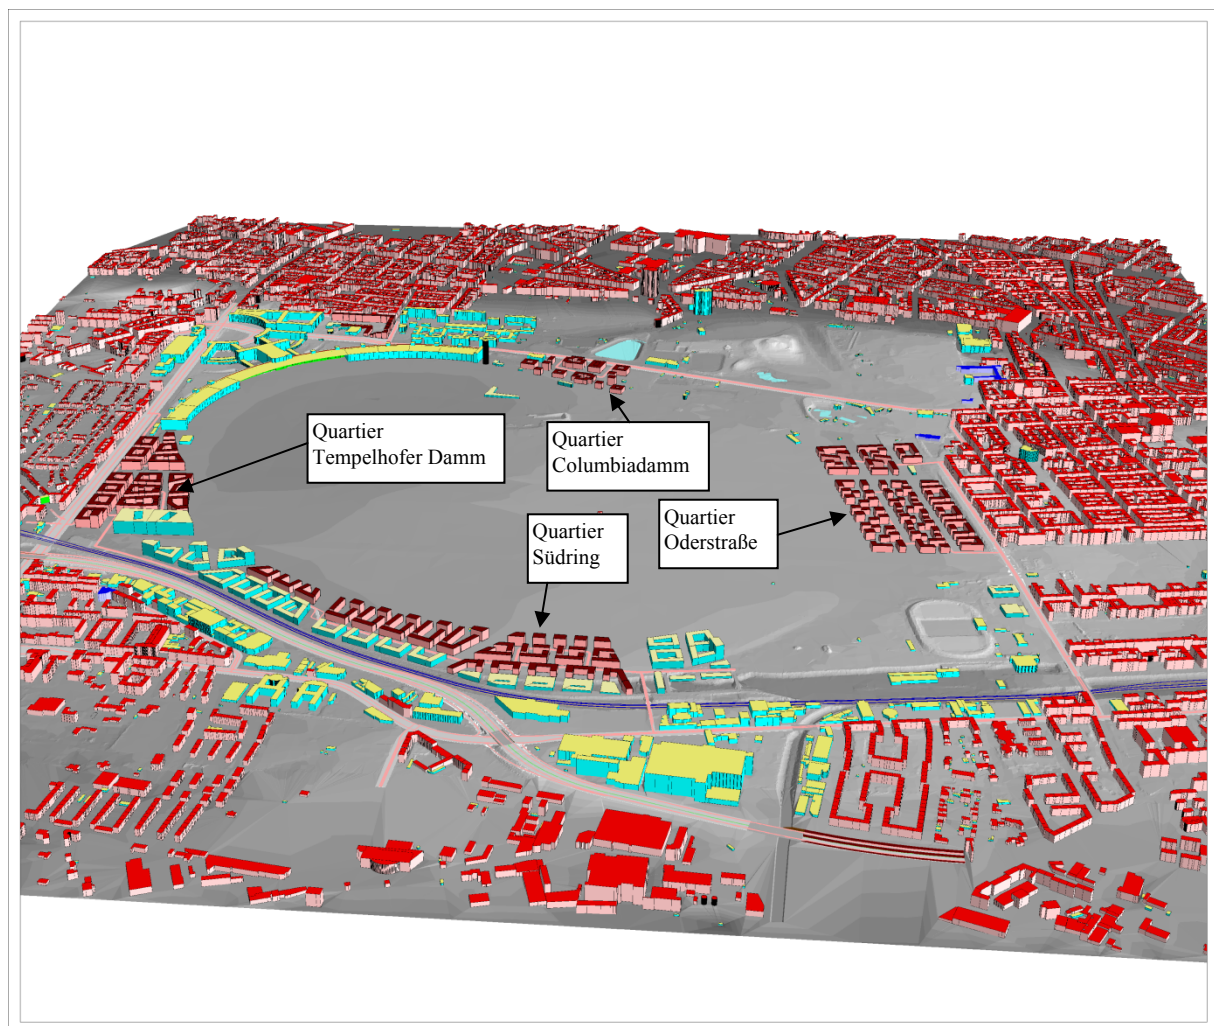 Quartier
Tempelhofer Damm
Quartier
Columbiadamm
Quartier
Südring
Quartier
Oderstraße